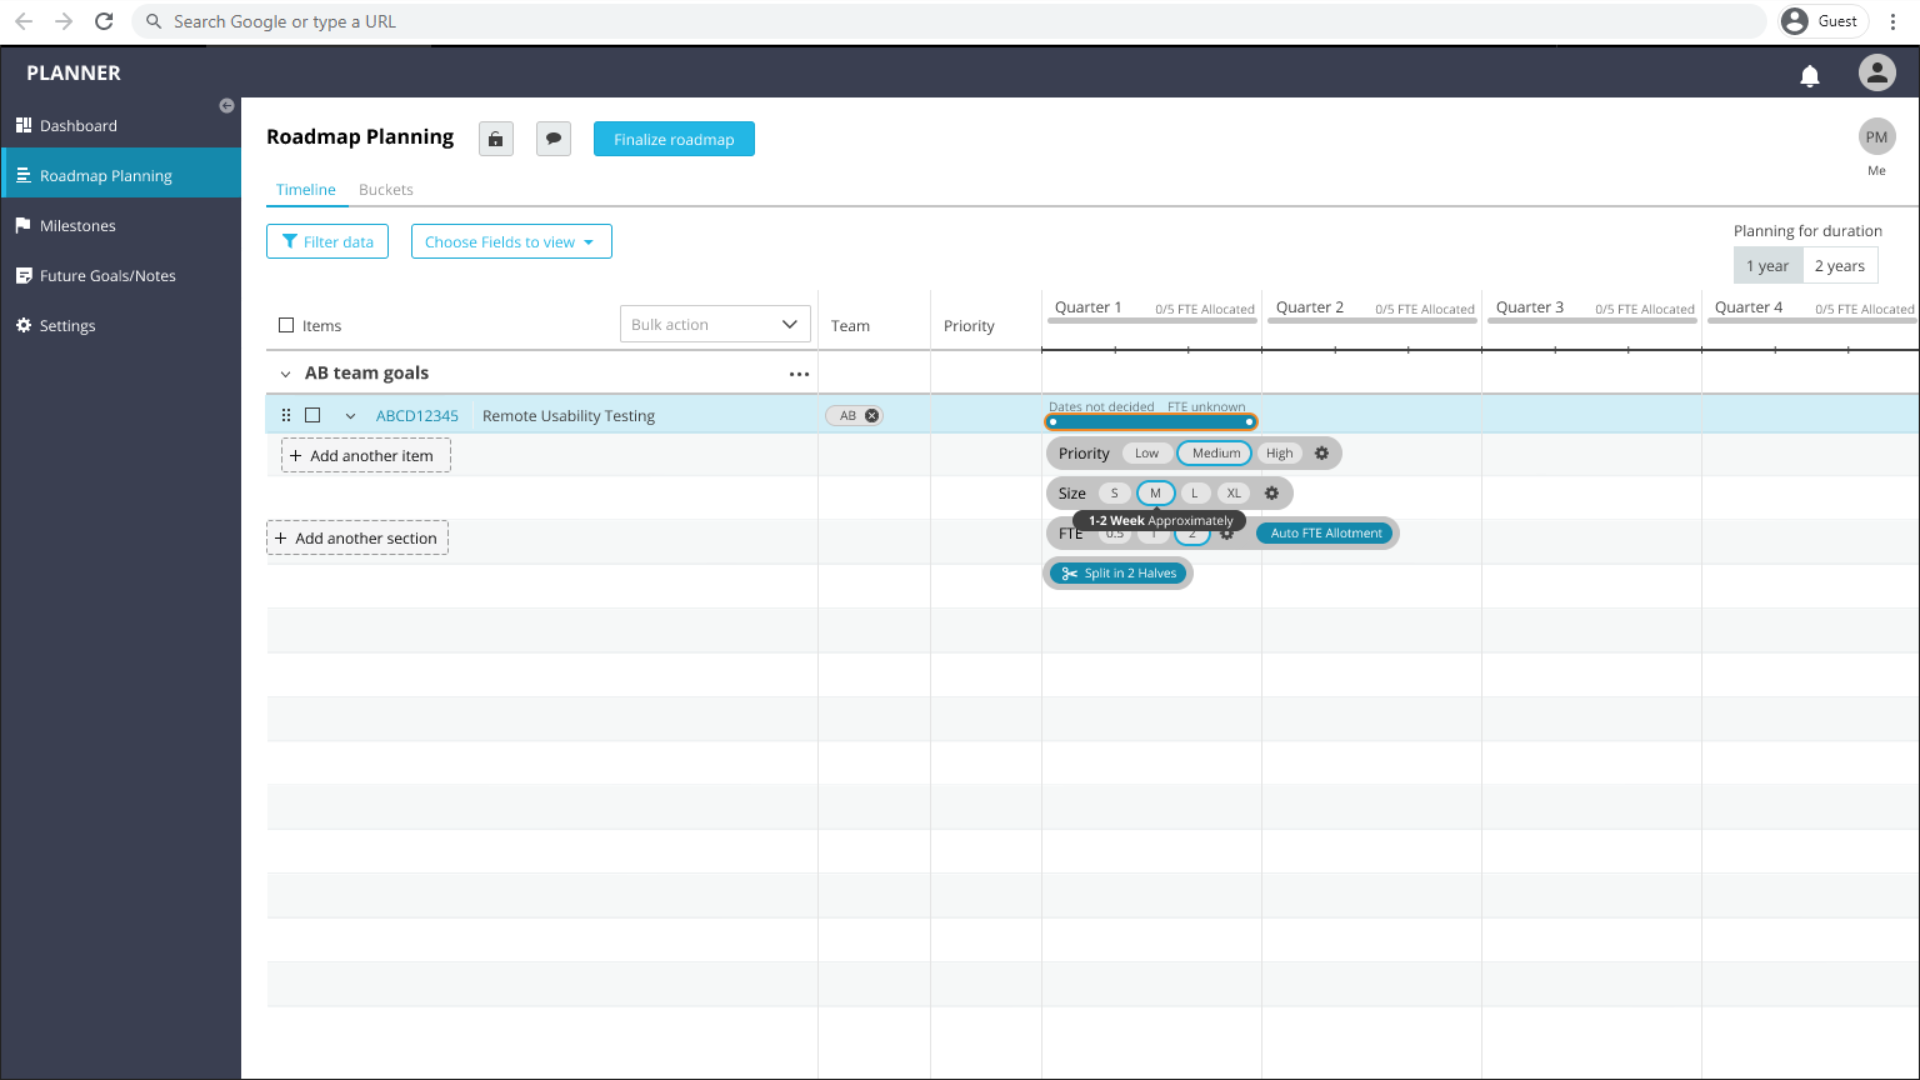 Search Google or type a URL
Guest
PLANNER
Dashboard
Roadmap Planning
Milestones
Future Goals/Notes
Settings
Roadmap Planning
Finalize roadmap
PM
Me
Timeline Buckets
Filter data
Choose Fields to view
Planning for duration
1 year 2 years
Items
Bulk action
Team
Priority
Quarter 1 0/5 FTE Allocated
Quarter 2 0/5 FTE Allocated
Quarter 3 0/5 FTE Allocated
Quarter 4 0/5 FTE Allocated
AB team goals
ABCD12345 Remote Usability Testing
AB
Dates not decided FTE unknown
+ Add another item
Priority Low Medium High
Size S M L XL
1-2 Week Approximately
+ Add another section
FTE 0.5 1 2
Auto FTE Allotment
Split in 2 Halves